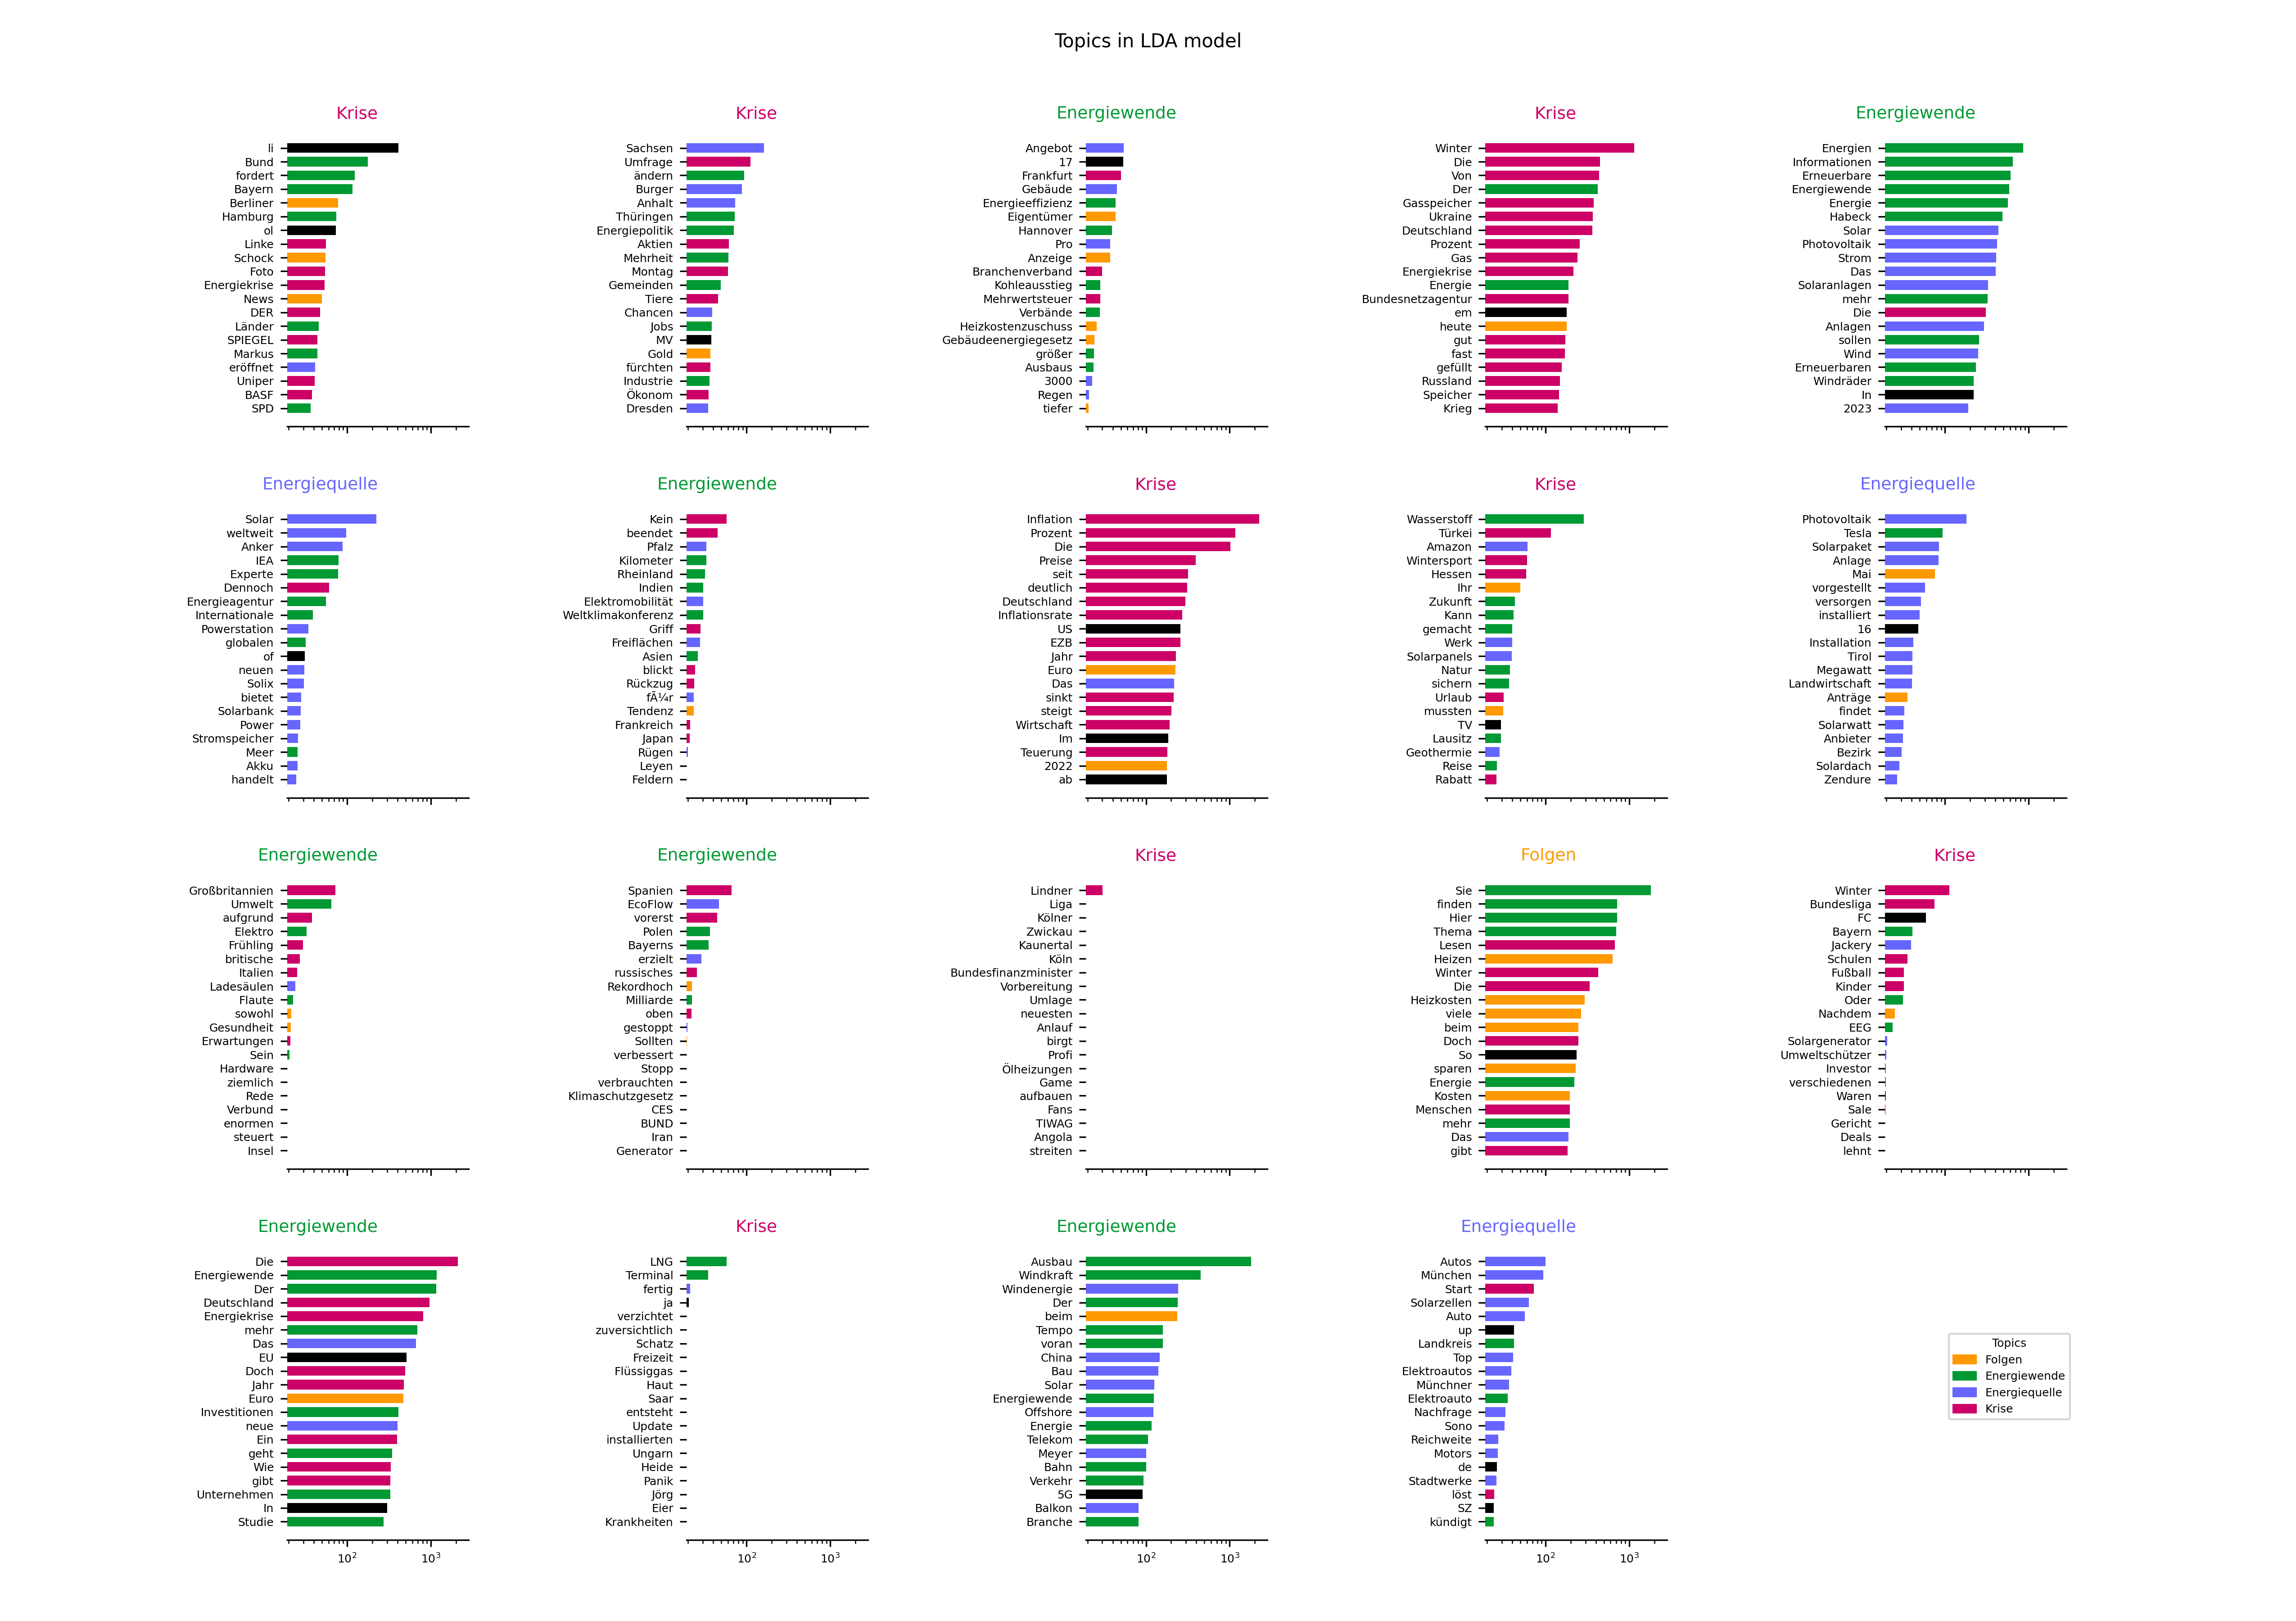 Topics in LDA model
Krise
li
Bund
fordert
Bayern
Berliner
Hamburg
ol
Linke
Schock
Foto
Energiekrise
News
DER
Länder
SPIEGEL
Markus
eröffnet
Uniper
BASF
SPD
Krise
Sachsen
Umfrage
ändern
Burger
Anhalt
Thüringen
Energiepolitik
Aktien
Mehrheit
Montag
Gemeinden
Tiere
Chancen
Jobs
MV
Gold
fürchten
Industrie
Ökonom
Dresden
Energiewende
Angebot
17
Frankfurt
Gebäude
Energieeffizienz
Eigentümer
Hannover
Pro
Anzeige
Branchenverband
Kohleausstieg
Mehrwertsteuer
Verbände
Heizkostenzuschuss
Gebäudeenergiegesetz
größer
Ausbaus
3000
Regen
tiefer
Krise
Winter
Die
Von
Der
Gasspeicher
Ukraine
Deutschland
Prozent
Gas
Energiekrise
Energie
Bundesnetzagentur
em
heute
gut
fast
gefüllt
Russland
Speicher
Krieg
Energiewende
Energien
Informationen
Erneuerbare
Energiewende
Energie
Habeck
Solar
Photovoltaik
Strom
Das
Solaranlagen
mehr
Die
Anlagen
sollen
Wind
Erneuerbaren
Windräder
In
2023
Energiequelle
Solar
weltweit
Anker
IEA
Experte
Dennoch
Energieagentur
Internationale
Powerstation
globalen
of
neuen
Solix
bietet
Solarbank
Power
Stromspeicher
Meer
Akku
handelt
Energiewende
Kein
beendet
Pfalz
Kilometer
Rheinland
Indien
Elektromobilität
Weltklimakonferenz
Griff
Freiflächen
Asien
blickt
Rückzug
fÃ¼r
Tendenz
Frankreich
Japan
Rügen
Leyen
Feldern
Krise
Inflation
Prozent
Die
Preise
seit
deutlich
Deutschland
Inflationsrate
US
EZB
Jahr
Euro
Das
sinkt
steigt
Wirtschaft
Im
Teuerung
2022
ab
Krise
Wasserstoff
Türkei
Amazon
Wintersport
Hessen
Ihr
Zukunft
Kann
gemacht
Werk
Solarpanels
Natur
sichern
Urlaub
mussten
TV
Lausitz
Geothermie
Reise
Rabatt
Energiequelle
Photovoltaik
Tesla
Solarpaket
Anlage
Mai
vorgestellt
versorgen
installiert
16
Installation
Tirol
Megawatt
Landwirtschaft
Anträge
findet
Solarwatt
Anbieter
Bezirk
Solardach
Zendure
Energiewende
Großbritannien
Umwelt
aufgrund
Elektro
Frühling
britische
Italien
Ladesäulen
Flaute
sowohl
Gesundheit
Erwartungen
Sein
Hardware
ziemlich
Rede
Verbund
enormen
steuert
Insel
Energiewende
Spanien
EcoFlow
vorerst
Polen
Bayerns
erzielt
russisches
Rekordhoch
Milliarde
oben
gestoppt
Sollten
verbessert
Stopp
verbrauchten
Klimaschutzgesetz
CES
BUND
Iran
Generator
Krise
Lindner
Liga
Kölner
Zwickau
Kaunertal
Köln
Bundesfinanzminister
Vorbereitung
Umlage
neuesten
Anlauf
birgt
Profi
Ölheizungen
Game
aufbauen
Fans
TIWAG
Angola
streiten
Folgen
Sie
finden
Hier
Thema
Lesen
Heizen
Winter
Die
Heizkosten
viele
beim
Doch
So
sparen
Energie
Kosten
Menschen
mehr
Das
gibt
Krise
Winter
Bundesliga
FC
Bayern
Jackery
Schulen
Fußball
Kinder
Oder
Nachdem
EEG
Solargenerator
Umweltschützer
Investor
verschiedenen
Waren
Sale
Gericht
Deals
lehnt
Energiewende
Die
Energiewende
Der
Deutschland
Energiekrise
mehr
Das
EU
Doch
Jahr
Euro
Investitionen
neue
Ein
geht
Wie
gibt
Unternehmen
In
Studie
10²
10³
Krise
LNG
Terminal
fertig
ja
verzichtet
zuversichtlich
Schatz
Freizeit
Flüssiggas
Haut
Saar
entsteht
Update
installierten
Ungarn
Heide
Panik
Jörg
Eier
Krankheiten
10²
10³
Energiewende
Ausbau
Windkraft
Windenergie
Der
beim
Tempo
voran
China
Bau
Solar
Energiewende
Offshore
Energie
Telekom
Meyer
Bahn
Verkehr
5G
Balkon
Branche
10²
10³
Energiequelle
Autos
München
Start
Solarzellen
Auto
up
Landkreis
Top
Elektroautos
Münchner
Elektroauto
Nachfrage
Sono
Reichweite
Motors
de
Stadtwerke
löst
SZ
kündigt
10²
10³
Topics
Folgen
Energiewende
Energiequelle
Krise